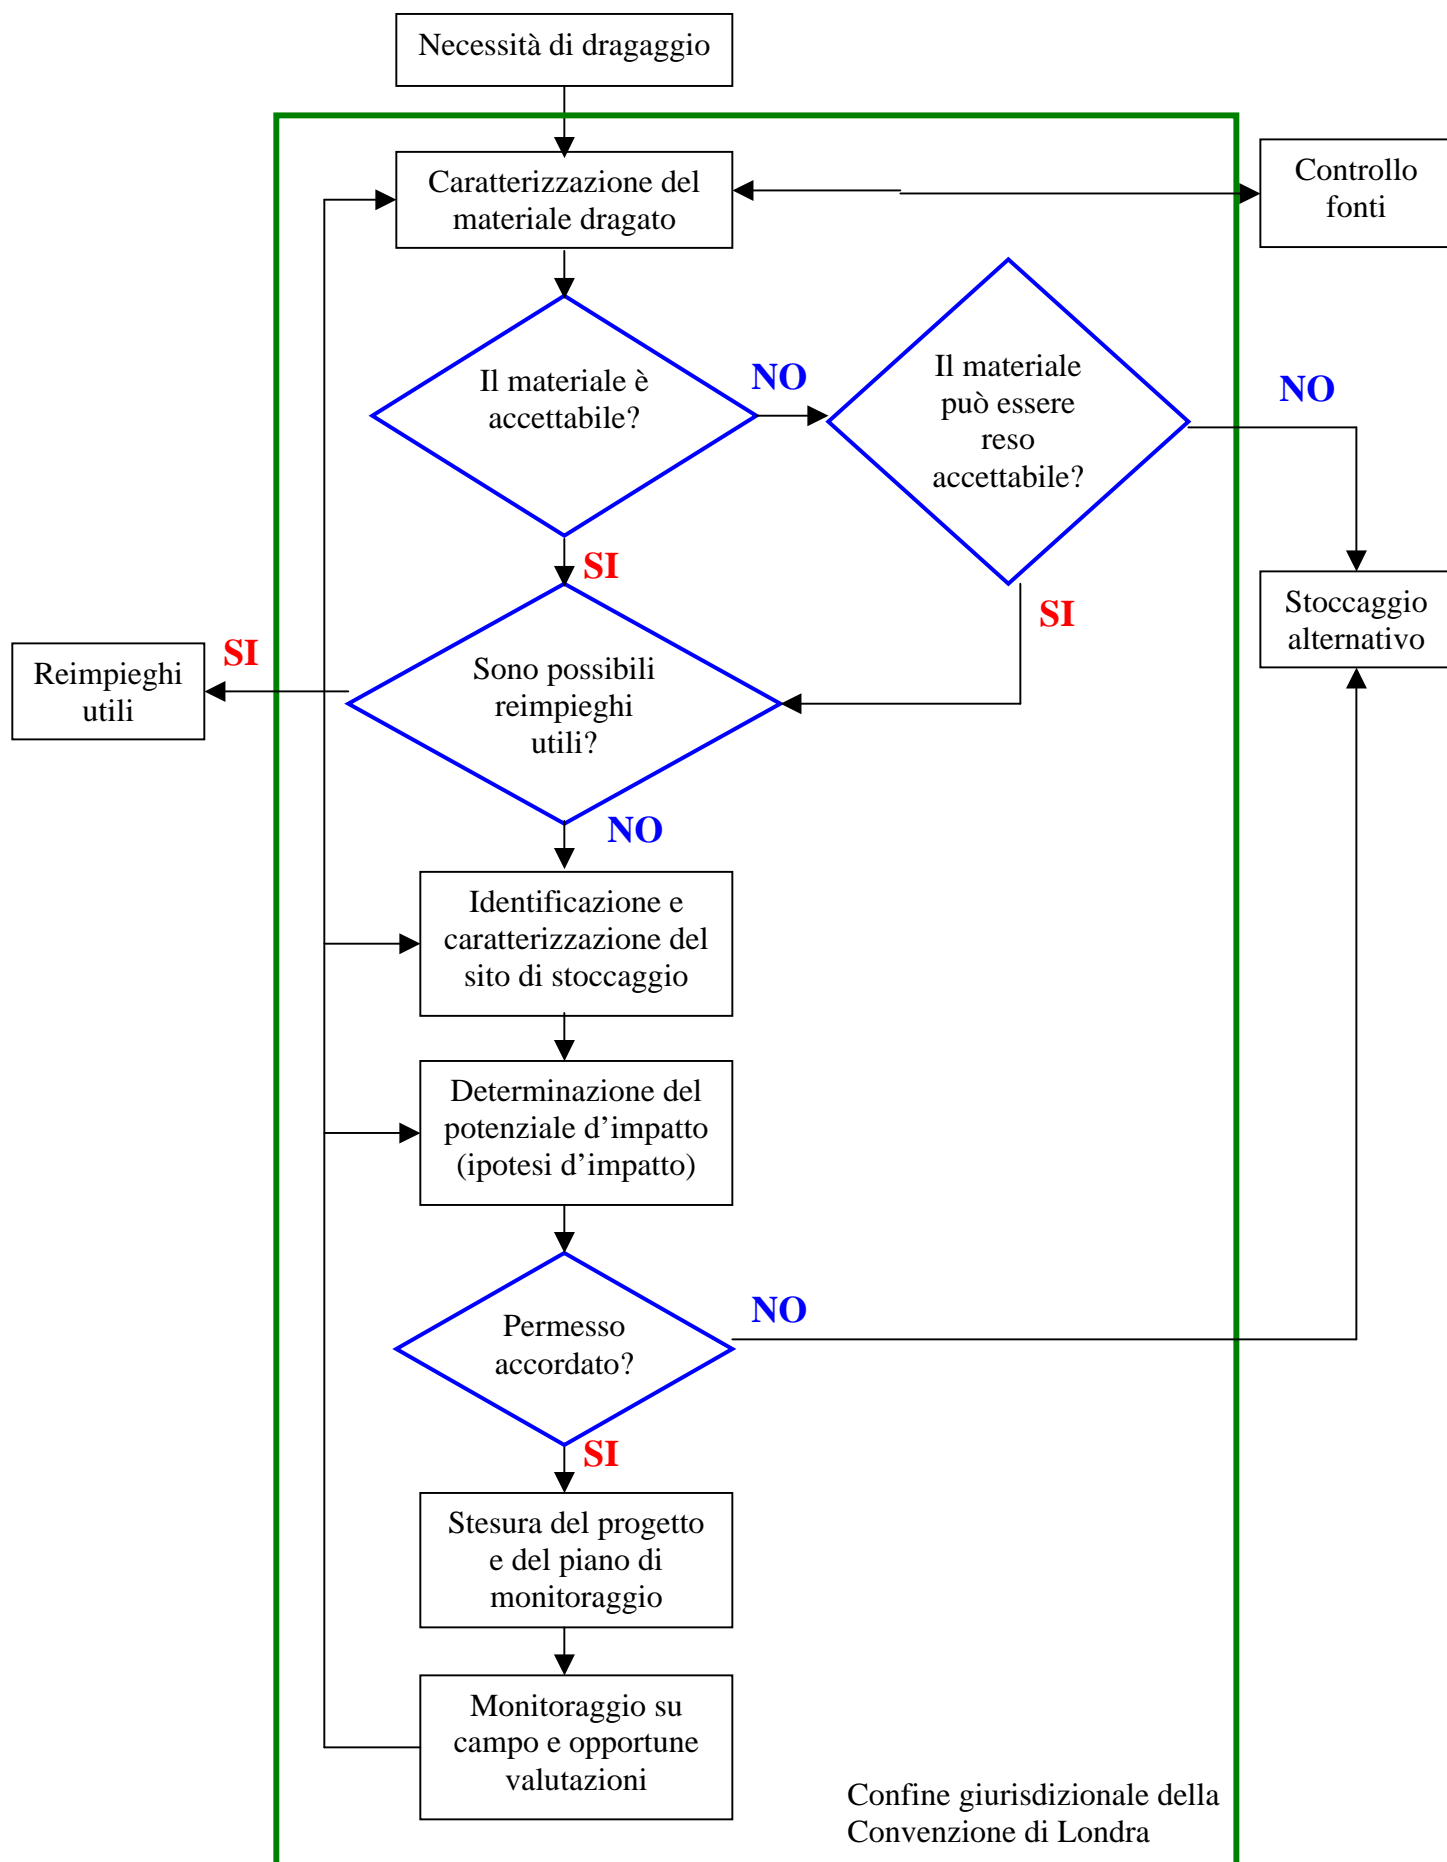 Necessità di dragaggio
Caratterizzazione del
materiale dragato
Controllo
fonti
Il materiale è
accettabile?
NO
Il materiale
può essere
reso
accettabile?
NO
SI
SI
Stoccaggio
alternativo
Reimpieghi
utili
SI
Sono possibili
reimpieghi
utili?
NO
Identificazione e
caratterizzazione del
sito di stoccaggio
Determinazione del
potenziale d’impatto
(ipotesi d’impatto)
Permesso
accordato?
NO
SI
Stesura del progetto
e del piano di
monitoraggio
Monitoraggio su
campo e opportune
valutazioni
Confine giurisdizionale della
Convenzione di Londra